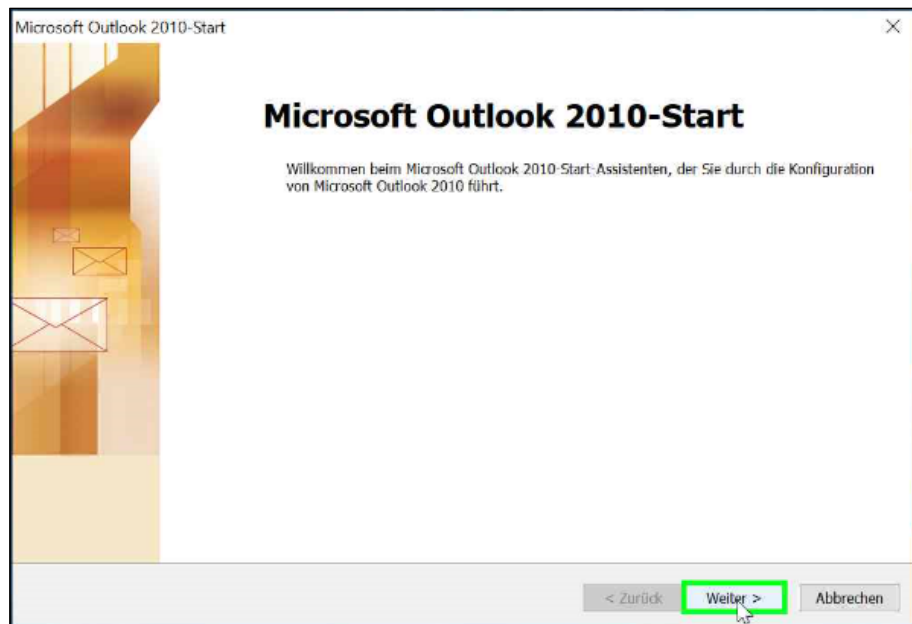 Microsoft Outlook 2010-Start
Microsoft Outlook 2010-Start
Willkommen beim Microsoft Outlook 2010-Start-Assistenten, der Sie durch die Konfiguration
von Microsoft Outlook 2010 führt.
< Zurück Weiter > Abbrechen